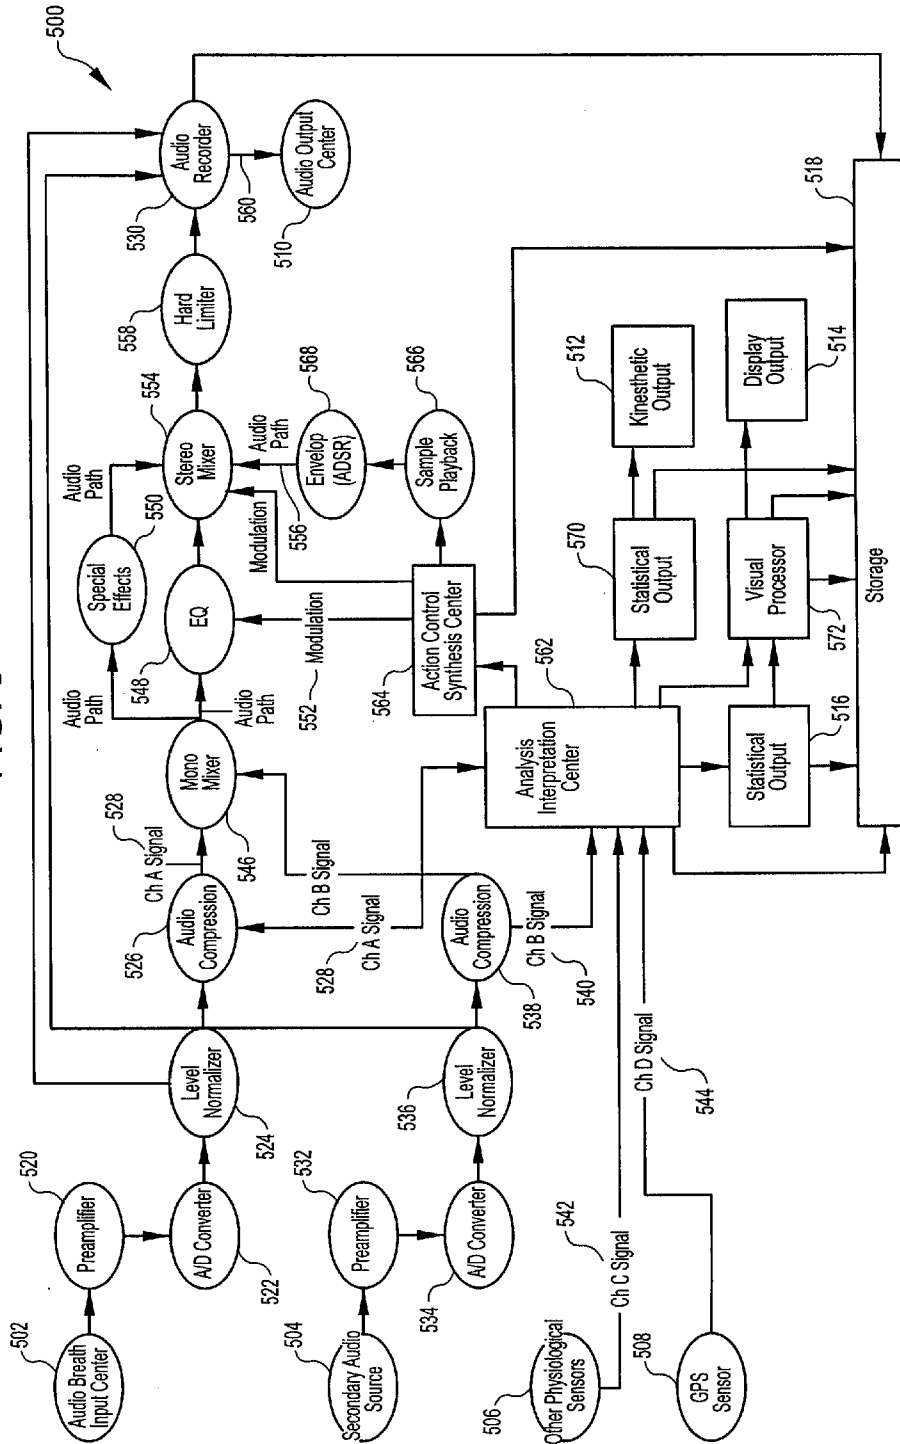 500
502
Audio Breath
Input Center
520
Preamplifier
A/D Converter
522
Level
Normalizer
524
526
Audio
Compression
Ch A Signal
528
Mono
Mixer
546
Audio
Path
Audio
Path
Special
Effects
550
Audio
Path
548
EQ
Stereo
Mixer
554
558
Hard
Limiter
530
Audio
Recorder
560
510
Audio Output
Center
504
Secondary Audio
Source
532
Preamplifier
534
A/D Converter
536
Level
Normalizer
Audio
Compression
538
528
Ch A Signal
Ch B Signal
Ch B Signal
540
552
Modulation
Modulation
556
Audio
Path
Envelop
(ADSR)
568
Sample
Playback
566
564
Action Control
Synthesis Center
562
Analysis
Interpretation
Center
506
Other Physiological
Sensors
542
Ch C Signal
508
GPS
Sensor
Ch D Signal
544
570
Statistical
Output
512
Kinesthetic
Output
Statistical
Output
516
Visual
Processor
572
Display
Output
514
Storage
518